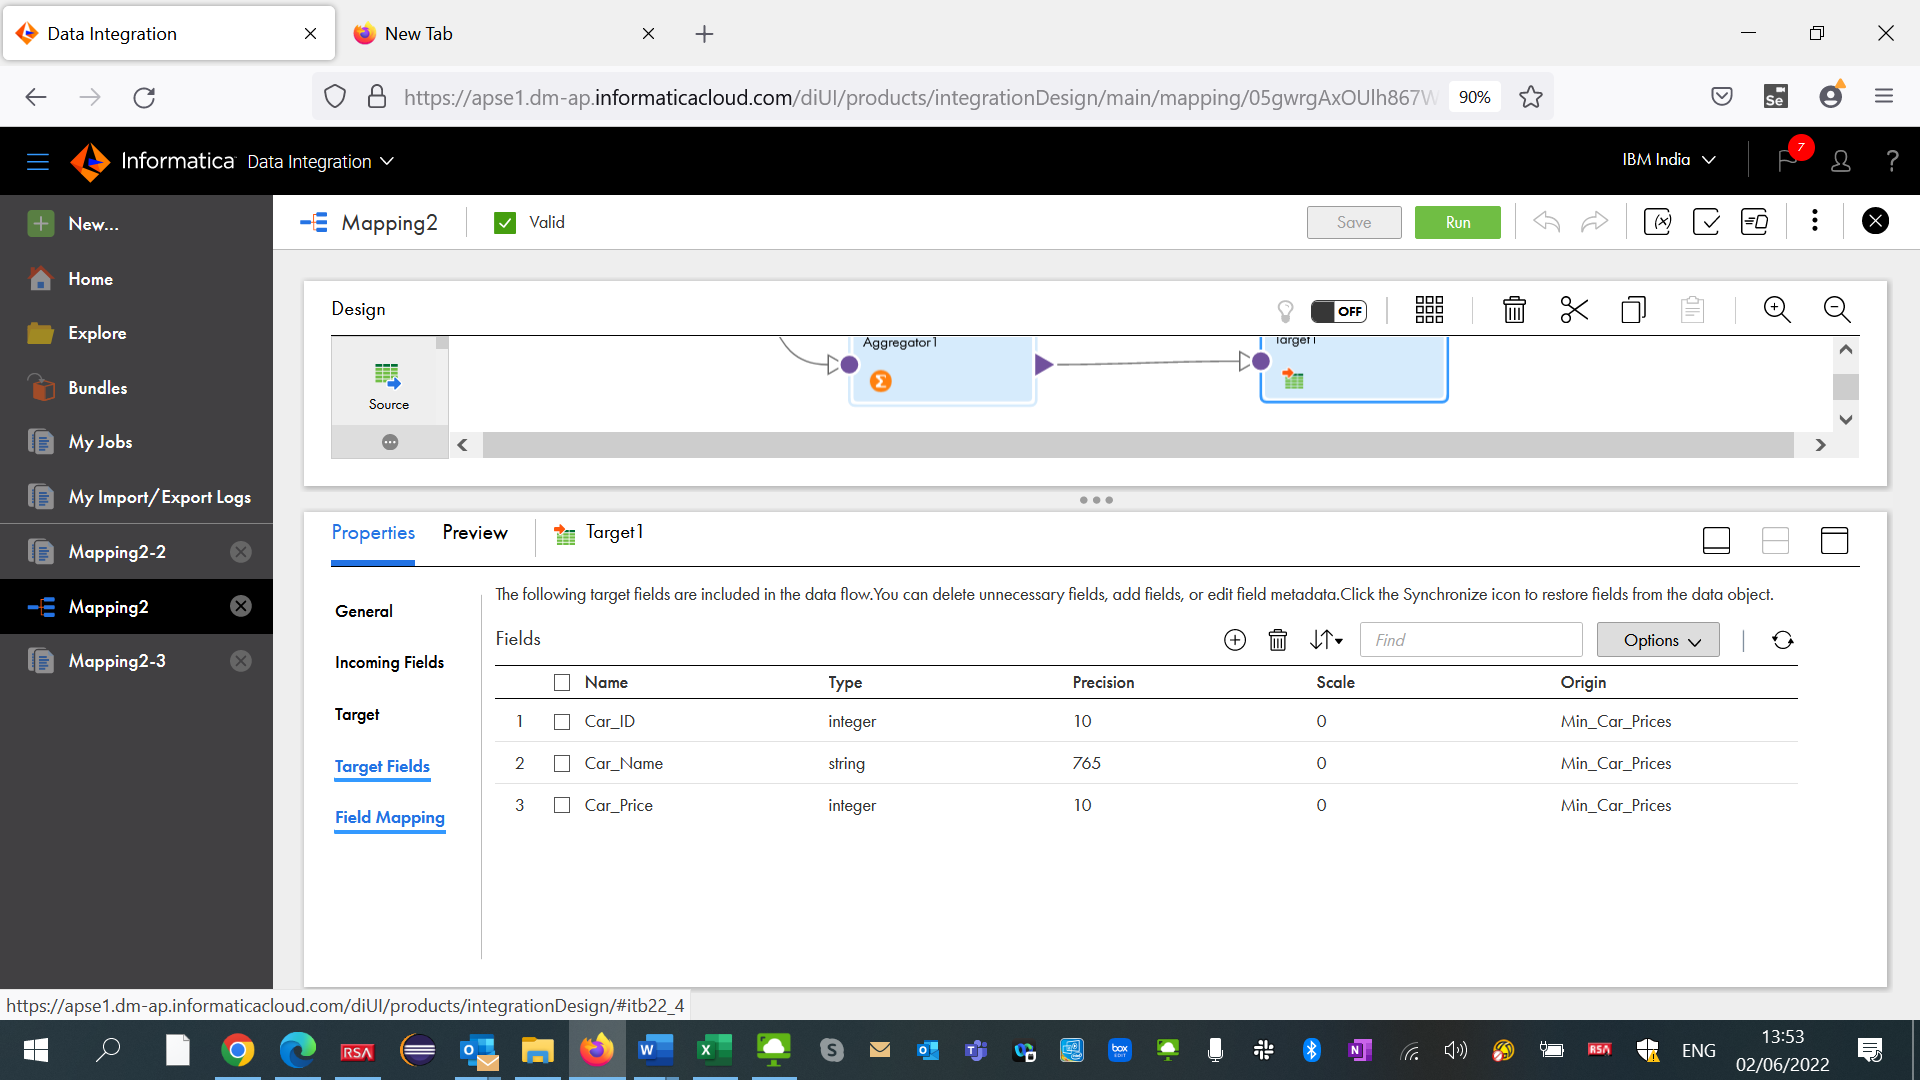 Data Integration
New Tab
https://apse1.dm-ap.informaticacloud.com/diUI/products/integrationDesign/main/mapping/05gwrgAxOUlh867W
90%
Se
Informatica Data Integration
IBM India
7
?
New...
Home
Explore
Bundles
My Jobs
My Import/Export Logs
Mapping2-2
Mapping2
Mapping2-3
Mapping2
Valid
Save
Run
Design
OFF
Source
Aggregator1
Target1
Properties
Preview
Target1
General
Incoming Fields
Target
Target Fields
Field Mapping
The following target fields are included in the data flow.You can delete unnecessary fields, add fields, or edit field metadata.Click the Synchronize icon to restore fields from the data object.
Fields
Find
Options
Name Type Precision Scale Origin
1 Car_ID integer 10 0 Min_Car_Prices
2 Car_Name string 765 0 Min_Car_Prices
3 Car_Price integer 10 0 Min_Car_Prices
https://apse1.dm-ap.informaticacloud.com/diUI/products/integrationDesign/#itb22_4
RSA
box
EDIT
RSA
ENG
13:53
02/06/2022